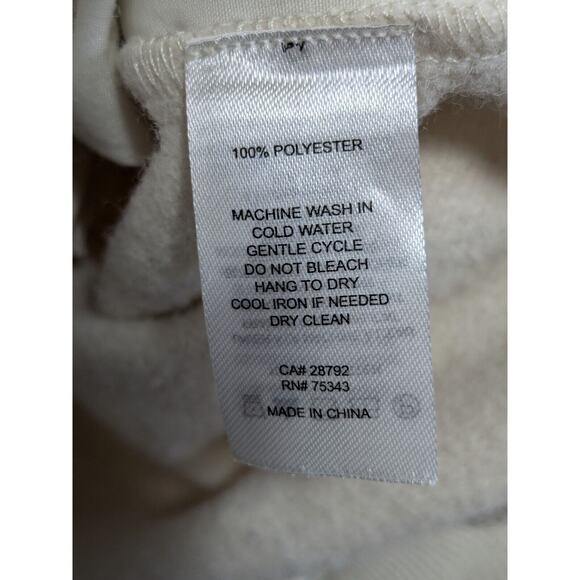 100% POLYESTER
MACHINE WASH IN
COLD WATER
GENTLE CYCLE
DO NOT BLEACH
HANG TO DRY
COOL IRON IF NEEDED
DRY CLEAN
CA# 28792
RN# 75343
MADE IN CHINA